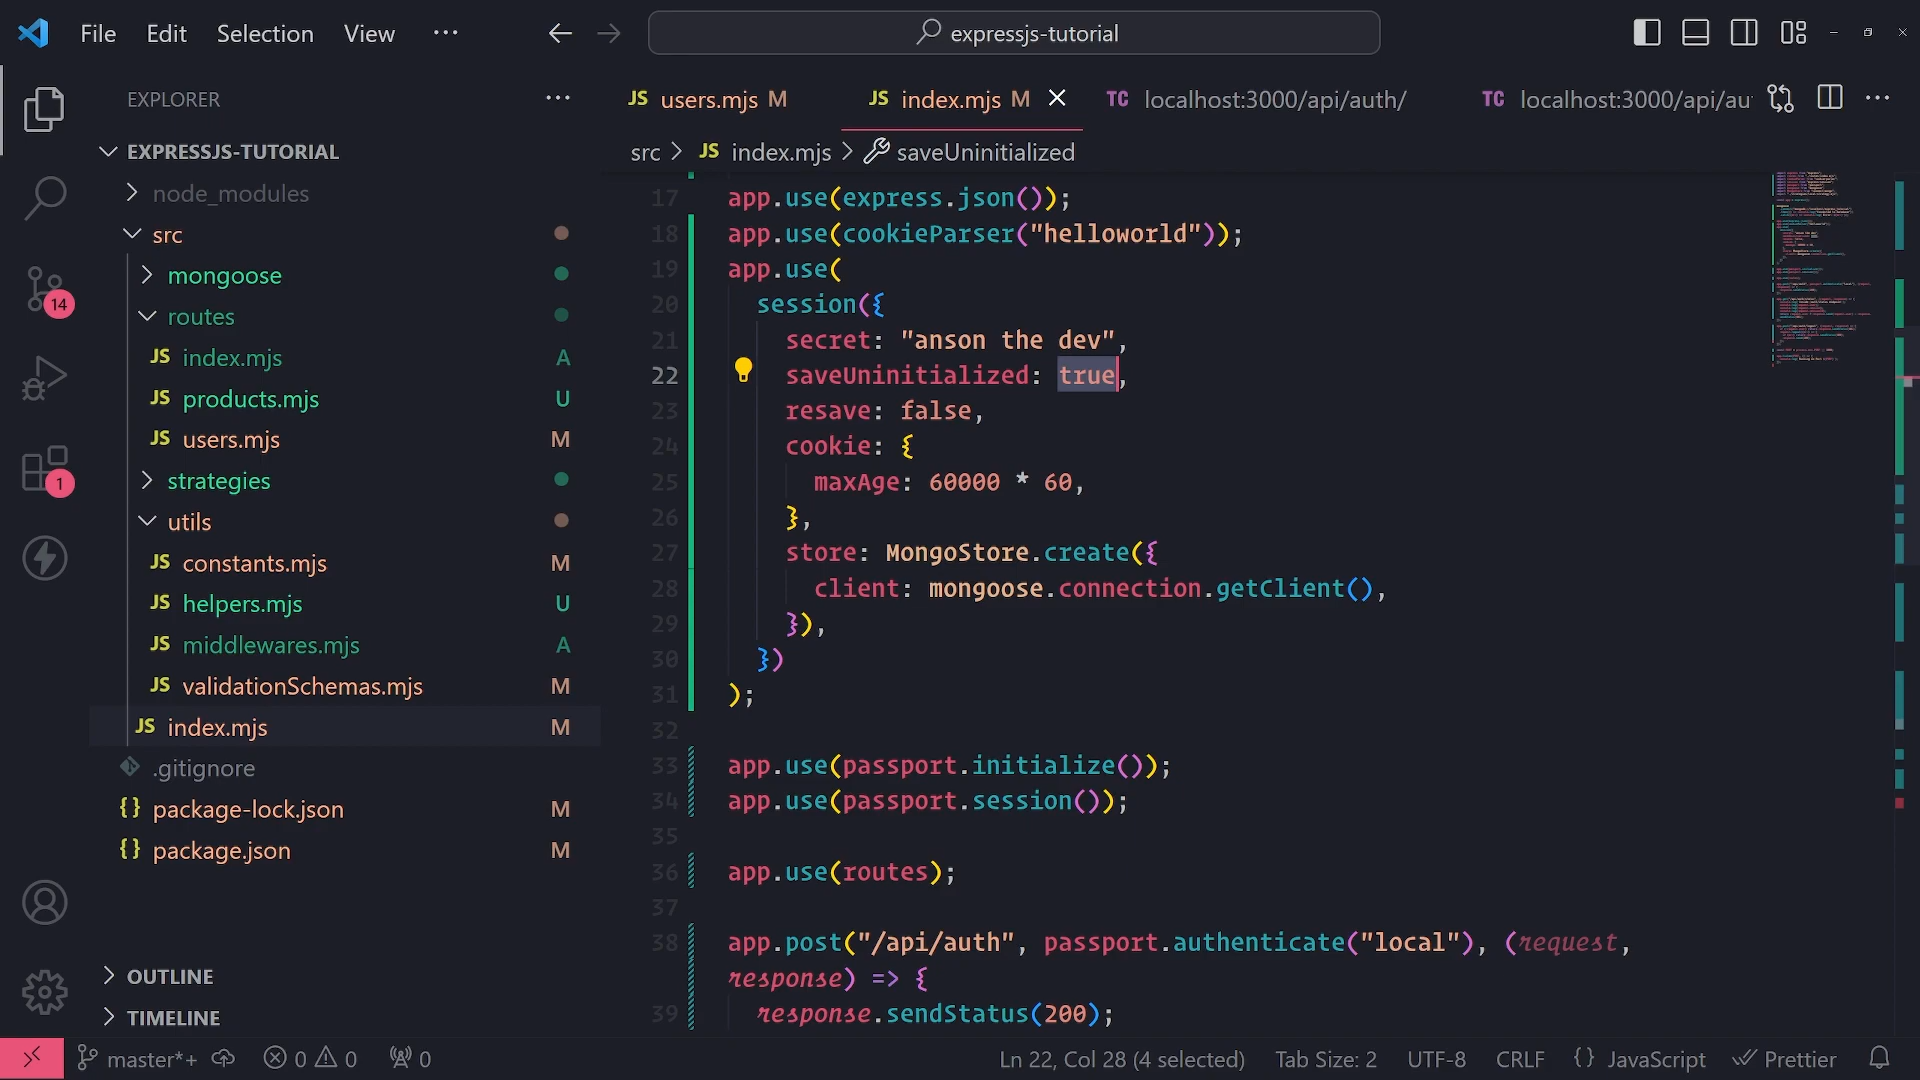 File Edit Selection View ··· expressjs-tutorial
EXPLORER ···
EXPRESSJS-TUTORIAL
node_modules
src
mongoose
14
routes
JS index.mjs A
JS products.mjs U
JS users.mjs M
strategies
1
utils
JS constants.mjs M
JS helpers.mjs U
JS middlewares.mjs A
JS validationSchemas.mjs M
JS index.mjs M
.gitignore
{} package-lock.json M
{} package.json M
OUTLINE
TIMELINE
JS users.mjs M JS index.mjs M TC localhost:3000/api/auth/ TC localhost:3000/api/au ···
src > JS index.mjs > saveUninitialized
17 app.use(express.json());
18 app.use(cookieParser("helloworld"));
19 app.use(
20 session({
21 secret: "anson the dev",
22 saveUninitialized: true,
23 resave: false,
24 cookie: {
25 maxAge: 60000 * 60,
26 },
27 store: MongoStore.create({
28 client: mongoose.connection.getClient(),
29 }),
30 })
31 );
32
33 app.use(passport.initialize());
34 app.use(passport.session());
35
36 app.use(routes);
37
38 app.post("/api/auth", passport.authenticate("local"), (request,
response) => {
39 response.sendStatus(200);
master*+ 0 0 0 Ln 22, Col 28 (4 selected) Tab Size: 2 UTF-8 CRLF {} JavaScript Prettier